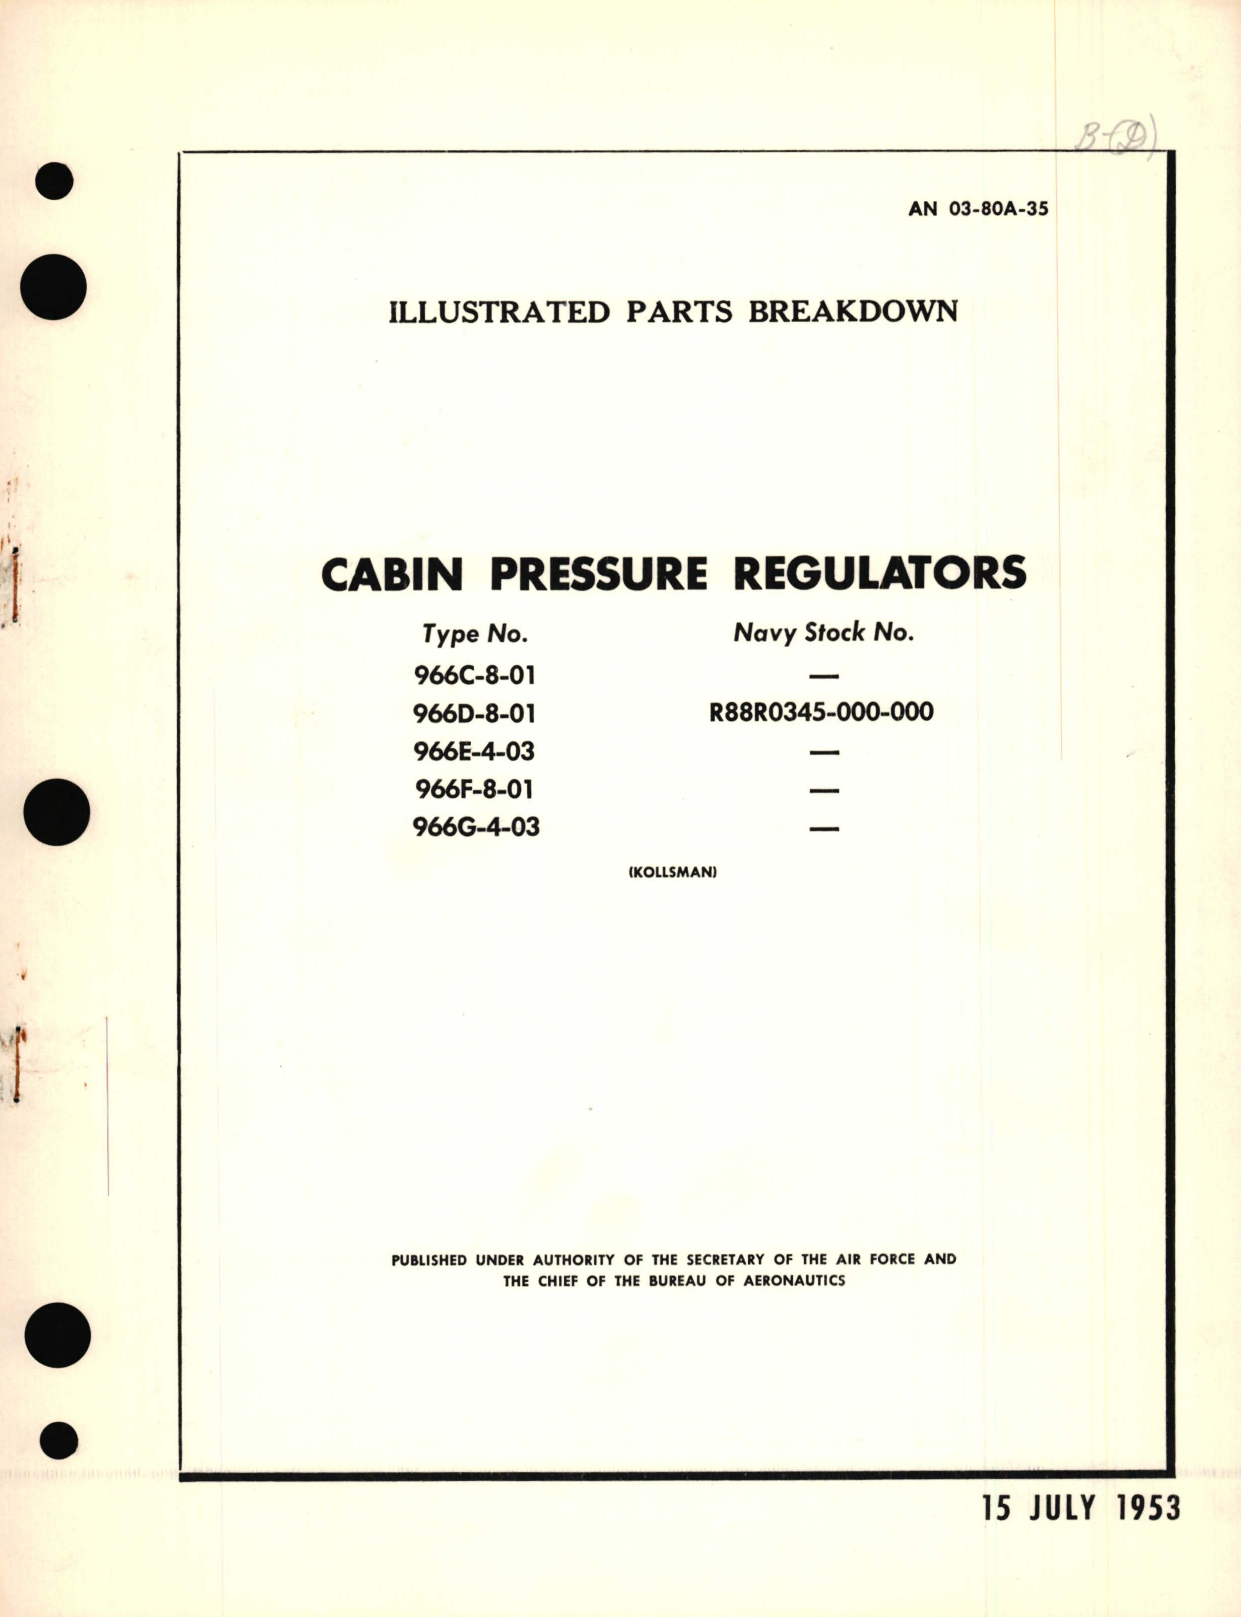 B-(D)
AN 03-80A-35
ILLUSTRATED PARTS BREAKDOWN
CABIN PRESSURE REGULATORS
Type No. Navy Stock No.
966C-8-01 —
966D-8-01 R88R0345-000-000
966E-4-03 —
966F-8-01 —
966G-4-03 —
(KOLLSMAN)
PUBLISHED UNDER AUTHORITY OF THE SECRETARY OF THE AIR FORCE AND
THE CHIEF OF THE BUREAU OF AERONAUTICS
15 JULY 1953